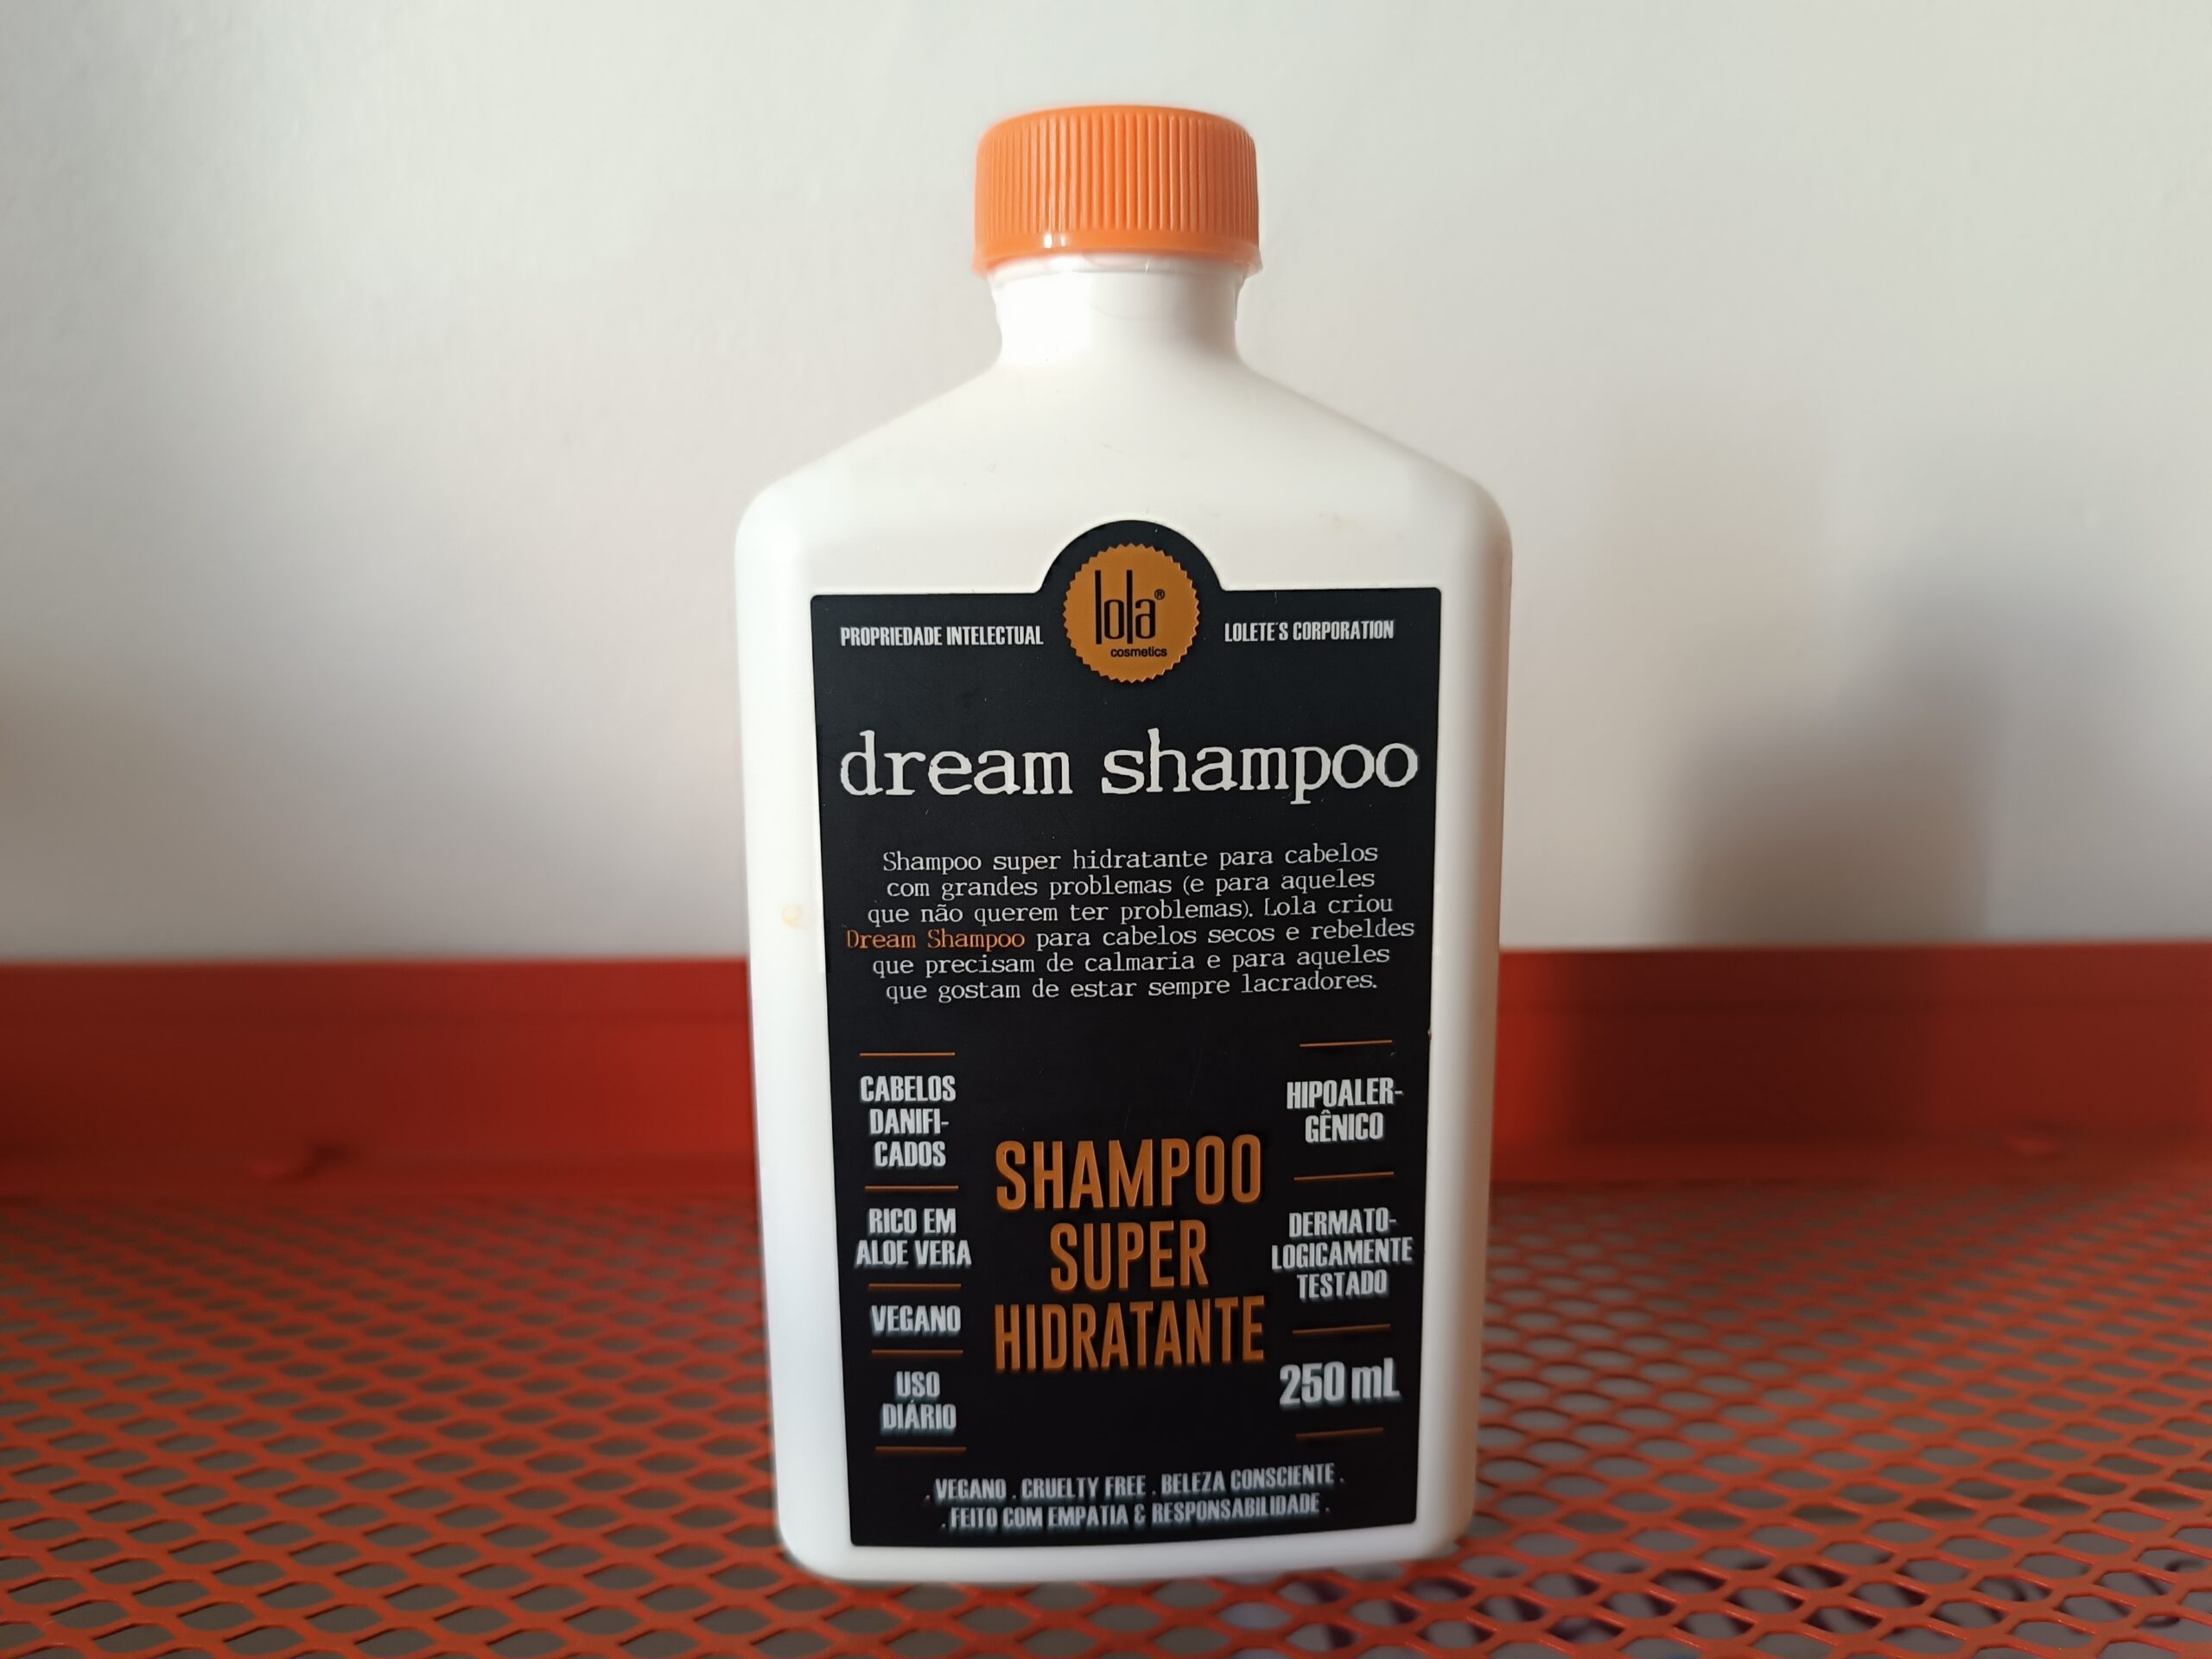 lola®
cosmetics
PROPRIEDADE INTELECTUAL
LOLETE'S CORPORATION
dream shampoo
Shampoo super hidratante para cabelos
com grandes problemas (e para aqueles
que não querem ter problemas). Lola criou
Dream Shampoo para cabelos secos e rebeldes
que precisam de calmaria e para aqueles
que gostam de estar sempre lacradores.
CABELOS
DANIFI-
CADOS
RICO EM
ALOE VERA
VEGANO
USO
DIÁRIO
SHAMPOO
SUPER
HIDRATANTE
HIPOALER-
GÊNICO
DERMATO-
LOGICAMENTE
TESTADO
250 mL
. VEGANO . CRUELTY FREE . BELEZA CONSCIENTE .
. FEITO COM EMPATIA & RESPONSABILIDADE .